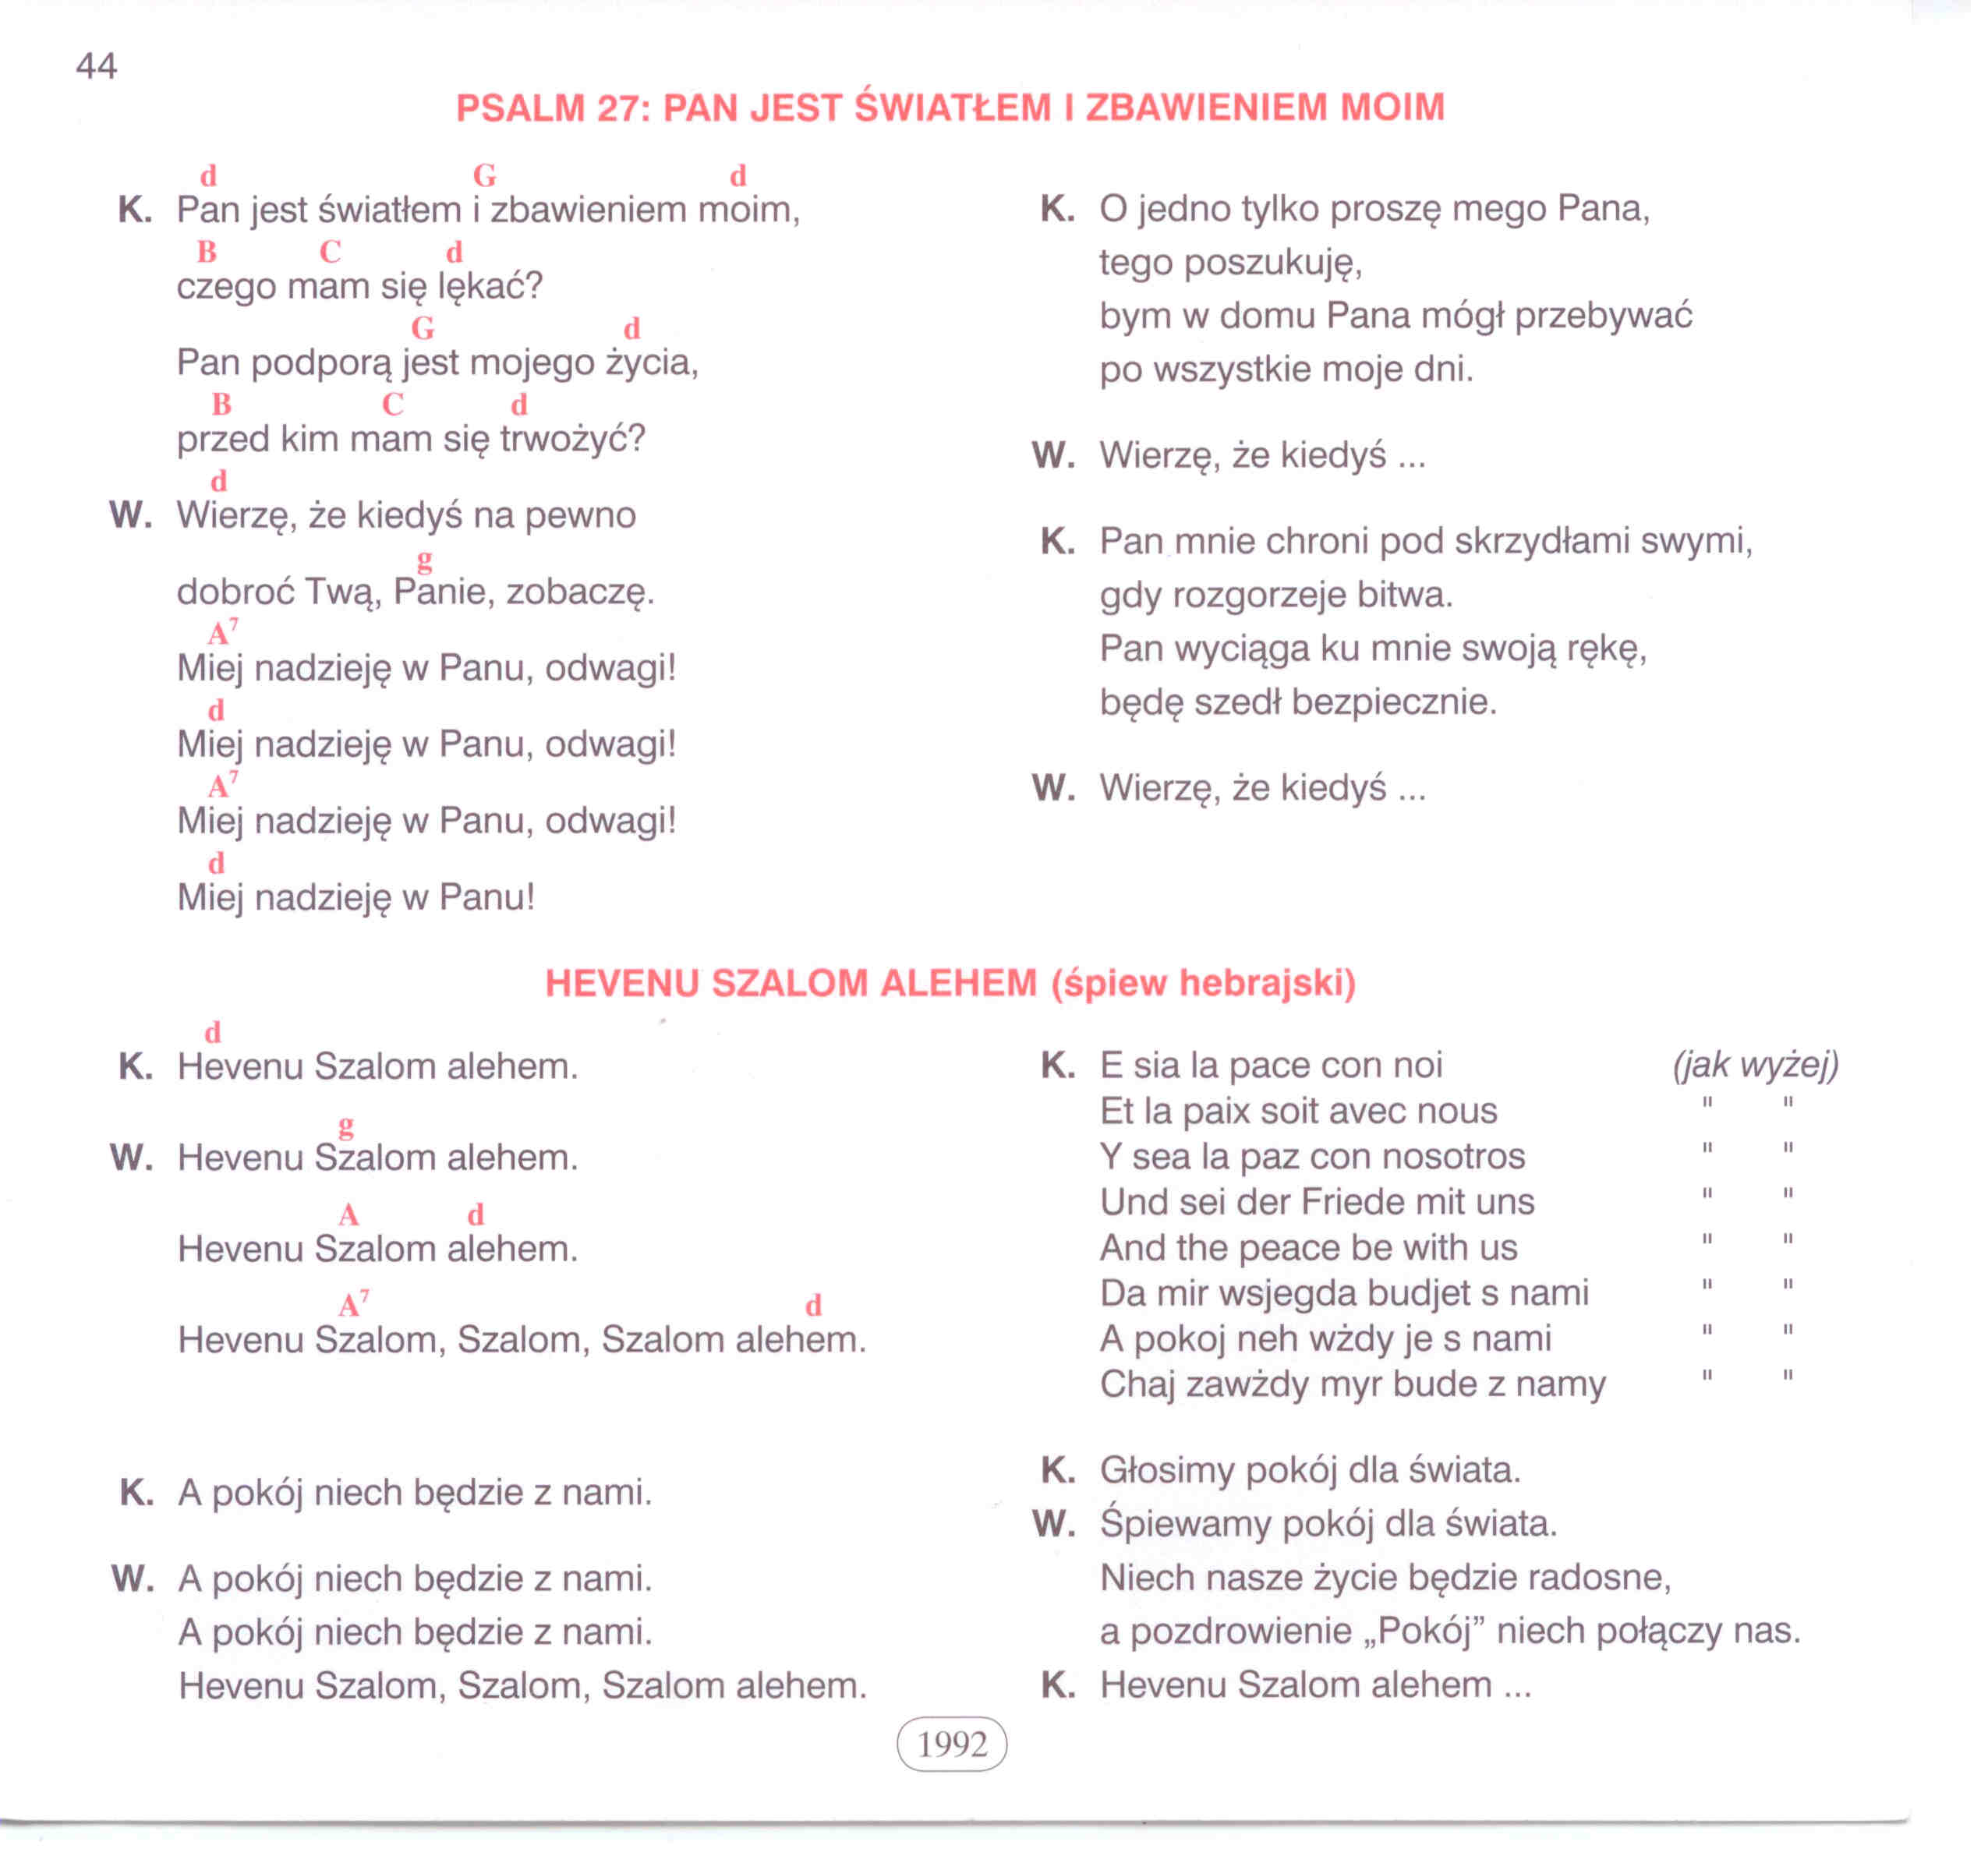 44
PSALM 27: PAN JEST ŚWIATŁEM I ZBAWIENIEM MOIM
d G d
K. Pan jest światłem i zbawieniem moim,
B C d
czego mam się lękać?
G d
Pan podporą jest mojego życia,
B C d
przed kim mam się trwożyć?
d
W. Wierzę, że kiedyś na pewno
g
dobroć Twą, Panie, zobaczę.
A7
Miej nadzieję w Panu, odwagi!
d
Miej nadzieję w Panu, odwagi!
A7
Miej nadzieję w Panu, odwagi!
d
Miej nadzieję w Panu!
K. O jedno tylko proszę mego Pana,
tego poszukuję,
bym w domu Pana mógł przebywać
po wszystkie moje dni.
W. Wierzę, że kiedyś ...
K. Pan mnie chroni pod skrzydłami swymi,
gdy rozgorzeje bitwa.
Pan wyciąga ku mnie swoją rękę,
będę szedł bezpiecznie.
W. Wierzę, że kiedyś ...
HEVENU SZALOM ALEHEM (śpiew hebrajski)
d
K. Hevenu Szalom alehem.
g
W. Hevenu Szalom alehem.
A d
Hevenu Szalom alehem.
A7 d
Hevenu Szalom, Szalom, Szalom alehem.
K. A pokój niech będzie z nami.
W. A pokój niech będzie z nami.
A pokój niech będzie z nami.
Hevenu Szalom, Szalom, Szalom alehem.
K. E sia la pace con noi (jak wyżej)
Et la paix soit avec nous " "
Y sea la paz con nosotros " "
Und sei der Friede mit uns " "
And the peace be with us " "
Da mir wsjegda budjet s nami " "
A pokoj neh wżdy je s nami " "
Chaj zawżdy myr bude z namy " "
K. Głosimy pokój dla świata.
W. Śpiewamy pokój dla świata.
Niech nasze życie będzie radosne,
a pozdrowienie „Pokój” niech połączy nas.
K. Hevenu Szalom alehem ...
1992